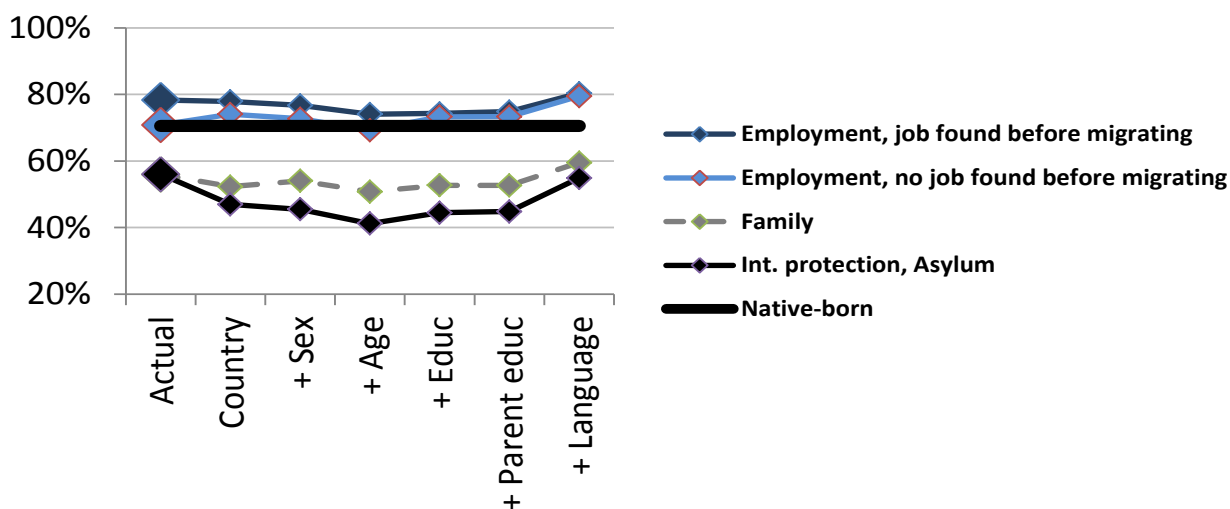 100%
80%
60%
40%
20%
Actual
Country
+ Sex
+ Age
+ Educ
+ Parent educ
+ Language
Employment, job found before migrating
Employment, no job found before migrating
Family
Int. protection, Asylum
Native-born